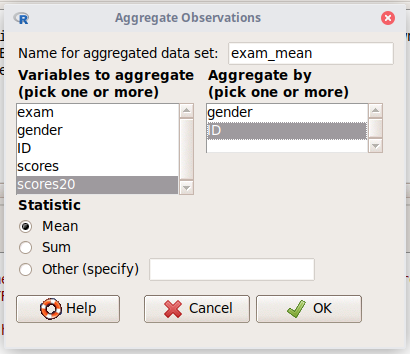 Aggregate Observations
Name for aggregated data set: exam_mean
Variables to aggregate
(pick one or more)
exam
gender
ID
scores
scores20
Aggregate by
(pick one or more)
gender
ID
Statistic
Mean
Sum
Other (specify)
Help Cancel OK